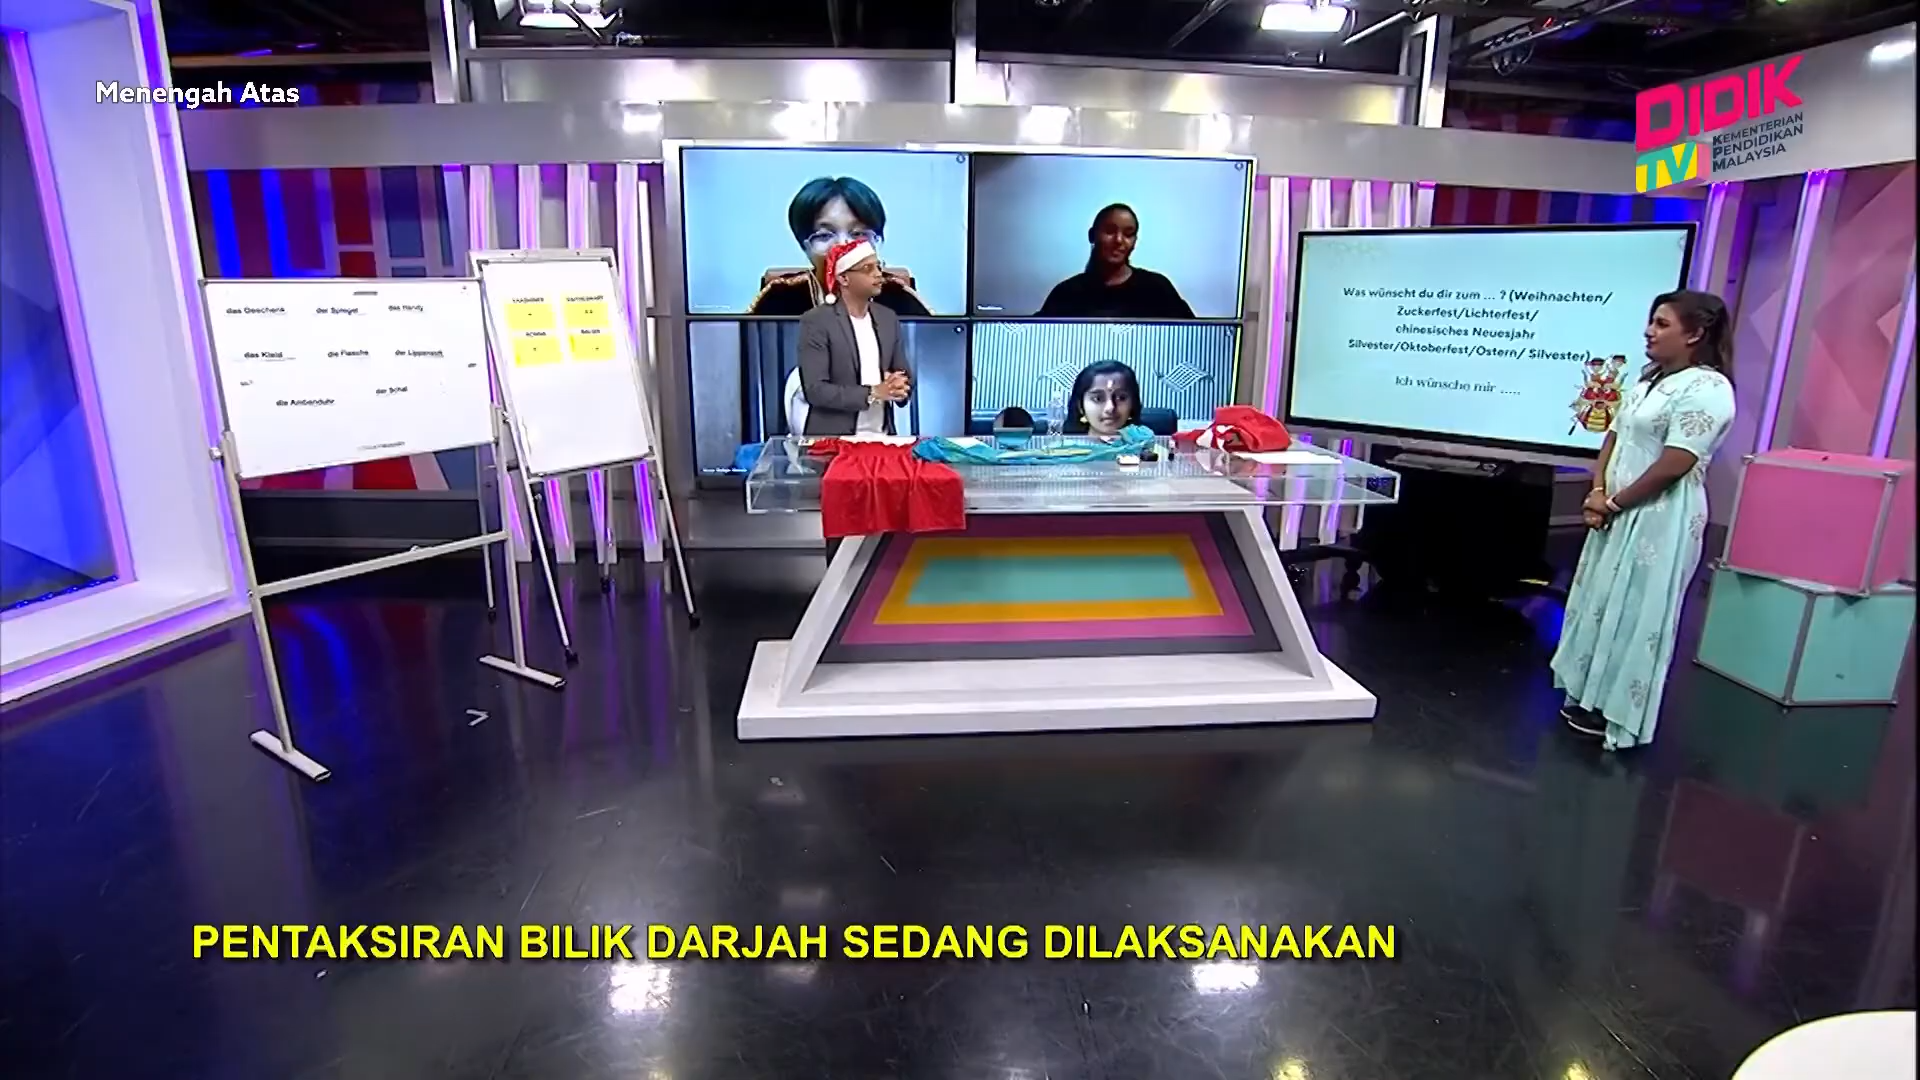 Menengah Atas
DIDIK
TV
KEMENTERIAN
PENDIDIKAN
MALAYSIA
das Geschenk
der Spiegel
das Handy
das Kleid
die Flasche
der Lippenstift
die Armbanduhr
der Schal
Was wünscht du dir zum ... ? (Weihnachten/
Zuckerfest/Lichterfest/
chinesisches Neuesjahr
Silvester/Oktoberfest/Ostern/ Silvester)
Ich wünsche mir .....
PENTAKSIRAN BILIK DARJAH SEDANG DILAKSANAKAN